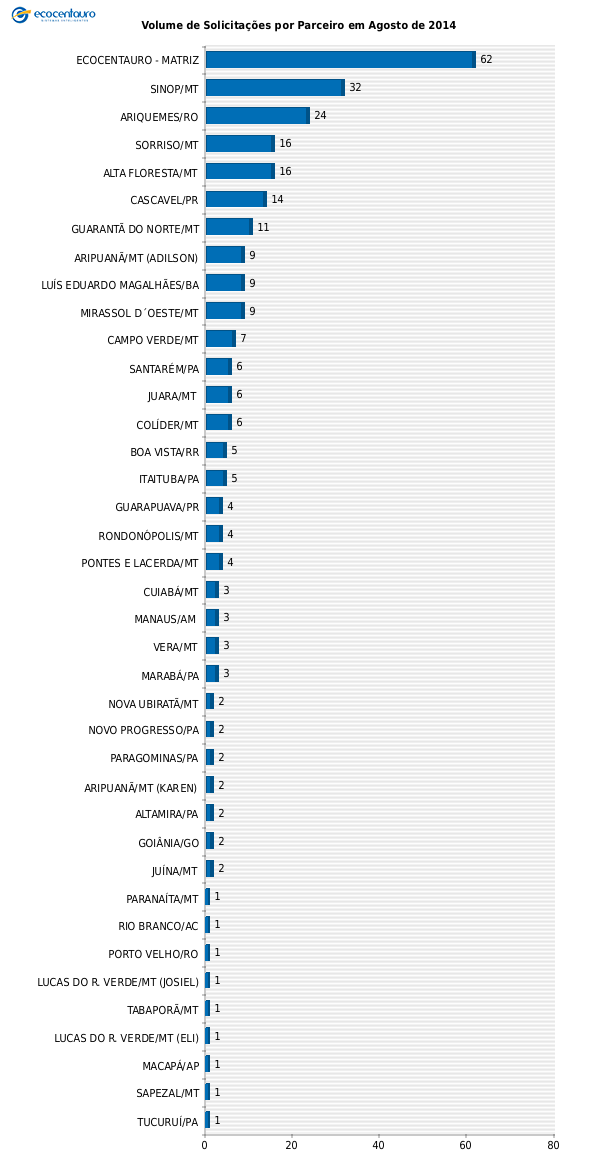 ecocentauro
Volume de Solicitações por Parceiro em Agosto de 2014
ECOCENTAURO - MATRIZ 62
SINOP/MT 32
ARIQUEMES/RO 24
SORRISO/MT 16
ALTA FLORESTA/MT 16
CASCAVEL/PR 14
GUARANTÃ DO NORTE/MT 11
ARIPUANÃ/MT (ADILSON) 9
LUÍS EDUARDO MAGALHÃES/BA 9
MIRASSOL D´OESTE/MT 9
CAMPO VERDE/MT 7
SANTARÉM/PA 6
JUARA/MT 6
COLÍDER/MT 6
BOA VISTA/RR 5
ITAITUBA/PA 5
GUARAPUAVA/PR 4
RONDONÓPOLIS/MT 4
PONTES E LACERDA/MT 4
CUIABÁ/MT 3
MANAUS/AM 3
VERA/MT 3
MARABÁ/PA 3
NOVA UBIRATÃ/MT 2
NOVO PROGRESSO/PA 2
PARAGOMINAS/PA 2
ARIPUANÃ/MT (KAREN) 2
ALTAMIRA/PA 2
GOIÂNIA/GO 2
JUÍNA/MT 2
PARANAÍTA/MT 1
RIO BRANCO/AC 1
PORTO VELHO/RO 1
LUCAS DO R. VERDE/MT (JOSIEL) 1
TABAPORÃ/MT 1
LUCAS DO R. VERDE/MT (ELI) 1
MACAPÁ/AP 1
SAPEZAL/MT 1
TUCURUÍ/PA 1
0 20 40 60 80